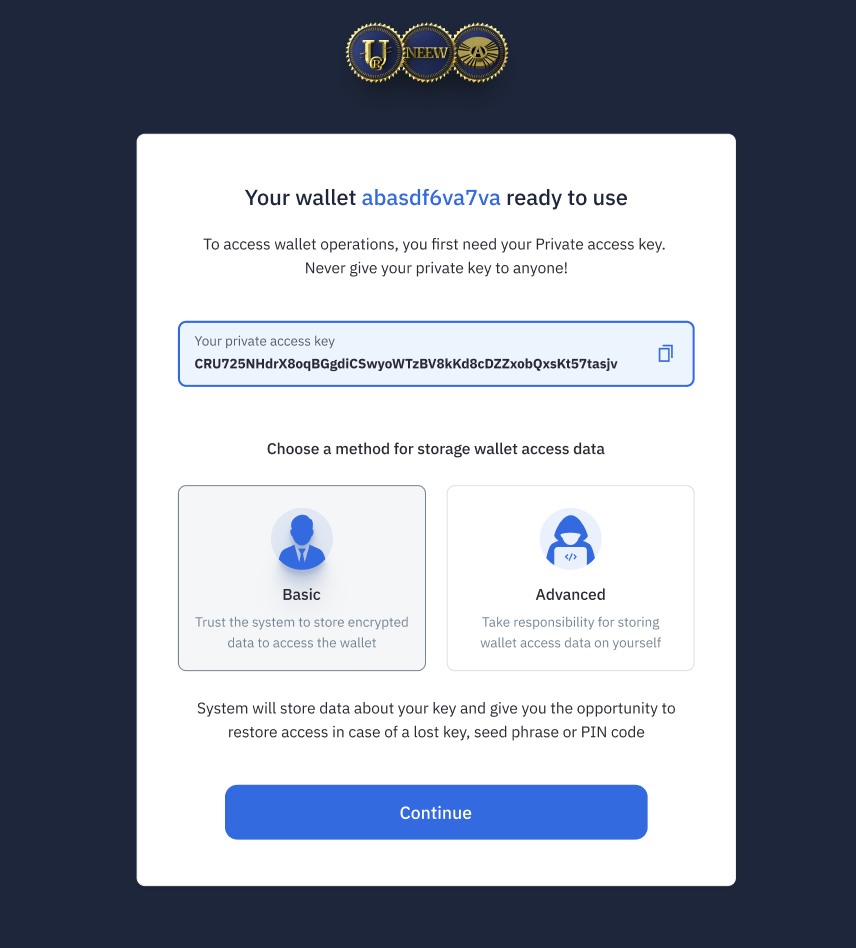 U
R
NEEW
A
Your wallet abasdf6va7va ready to use
To access wallet operations, you first need your Private access key.
Never give your private key to anyone!
Your private access key
CRU725NHdrX8oqBGgdiCSwyoWTzBV8kKd8cDZZxobQxsKt57tasjv
Choose a method for storage wallet access data
Basic
Trust the system to store encrypted
data to access the wallet
</>
Advanced
Take responsibility for storing
wallet access data on yourself
System will store data about your key and give you the opportunity to
restore access in case of a lost key, seed phrase or PIN code
Continue